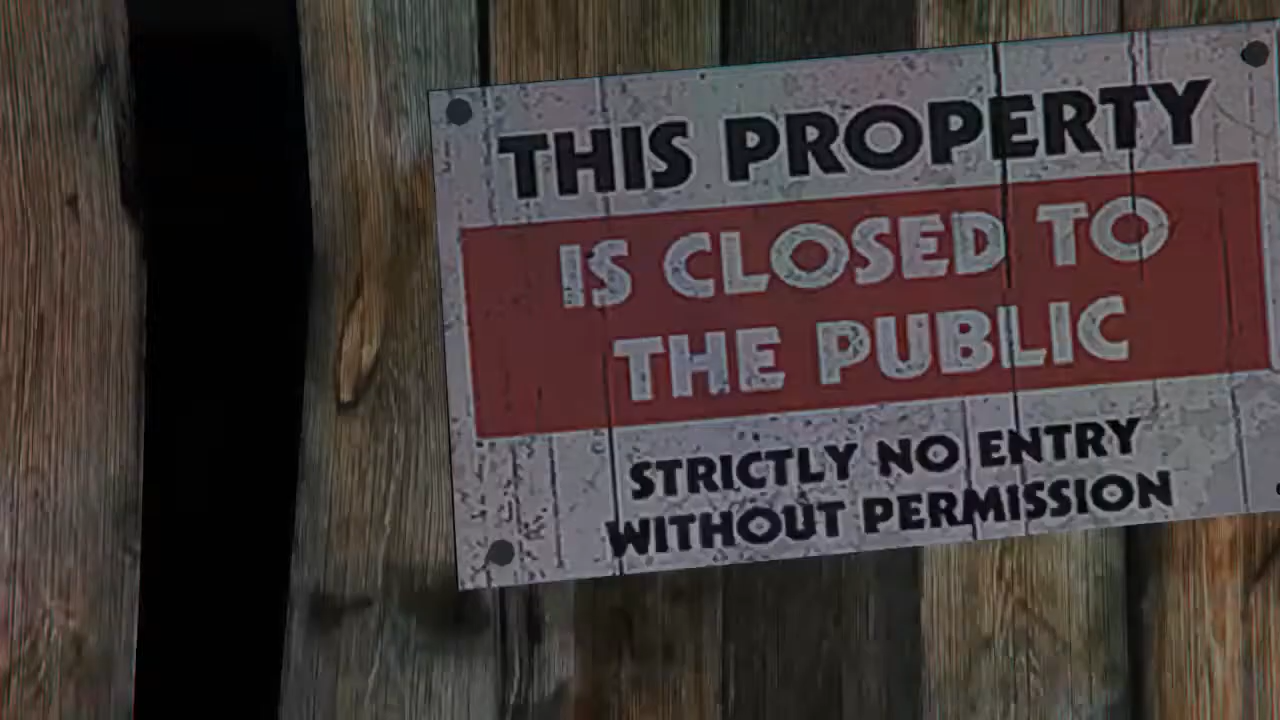 THIS PROPERTY
IS CLOSED TO
THE PUBLIC
STRICTLY NO ENTRY
WITHOUT PERMISSION